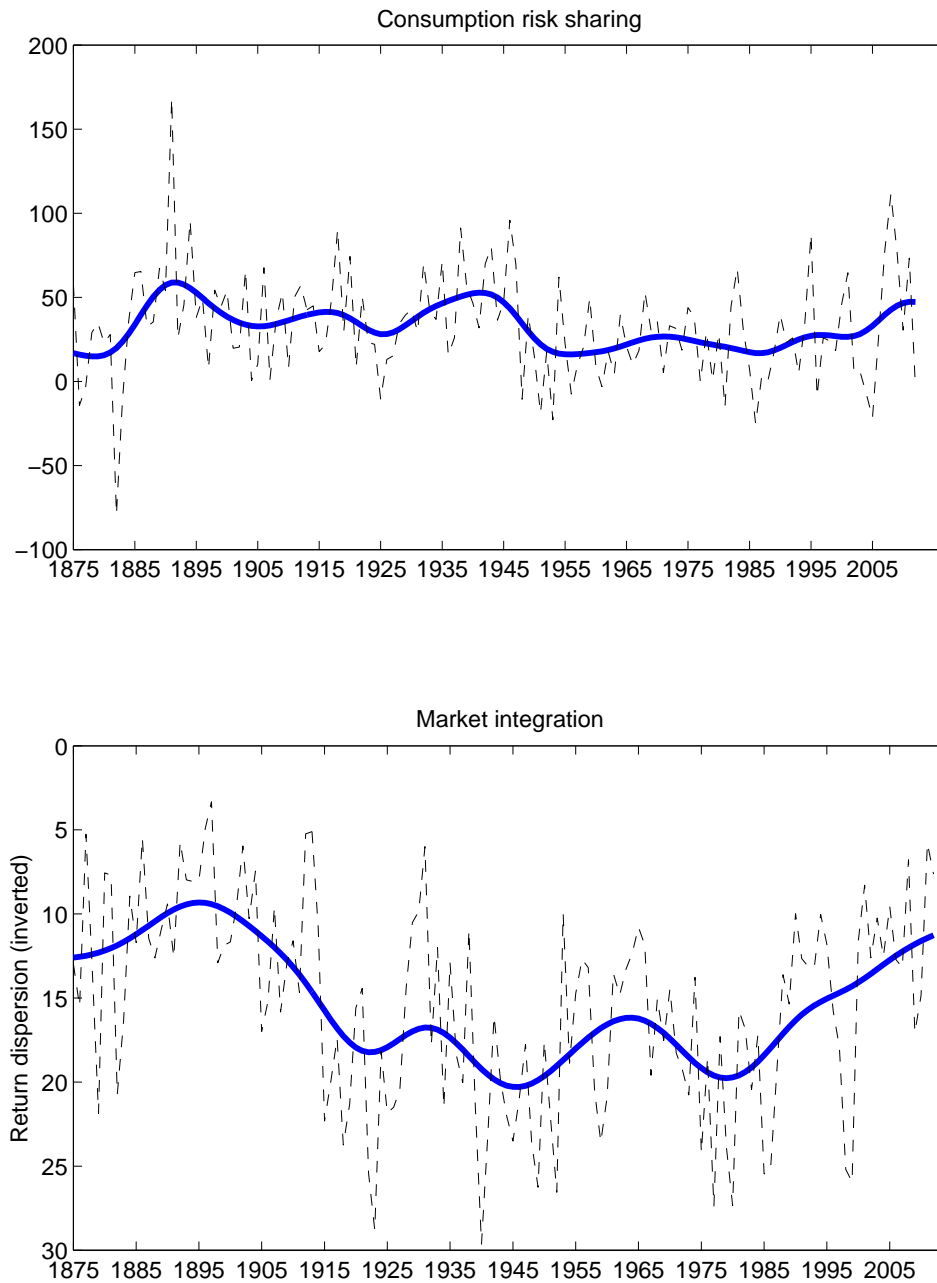 Consumption risk sharing
200
150
100
50
0
−50
−100
1875 1885 1895 1905 1915 1925 1935 1945 1955 1965 1975 1985 1995 2005
Market integration
Return dispersion (inverted)
0
5
10
15
20
25
30
1875 1885 1895 1905 1915 1925 1935 1945 1955 1965 1975 1985 1995 2005